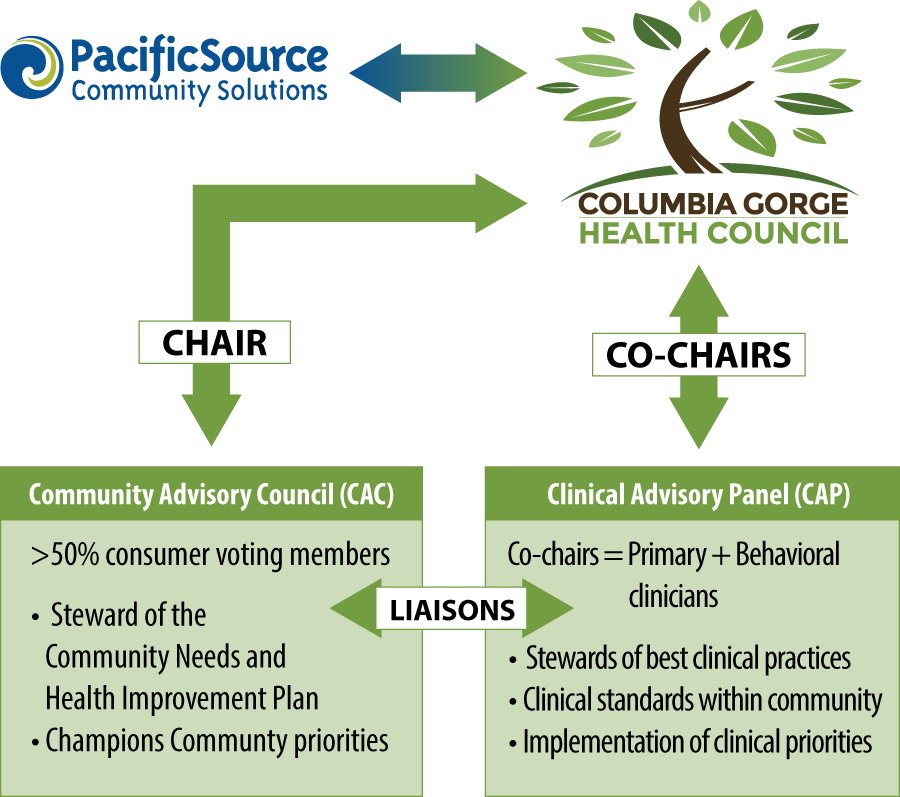 PacificSource
Community Solutions
COLUMBIA GORGE
HEALTH COUNCIL
CHAIR
CO-CHAIRS
Community Advisory Council (CAC)
>50% consumer voting members
• Steward of the
Community Needs and
Health Improvement Plan
• Champions Communty priorities
LIAISONS
Clinical Advisory Panel (CAP)
Co-chairs = Primary + Behavioral
clinicians
• Stewards of best clinical practices
• Clinical standards within community
• Implementation of clinical priorities